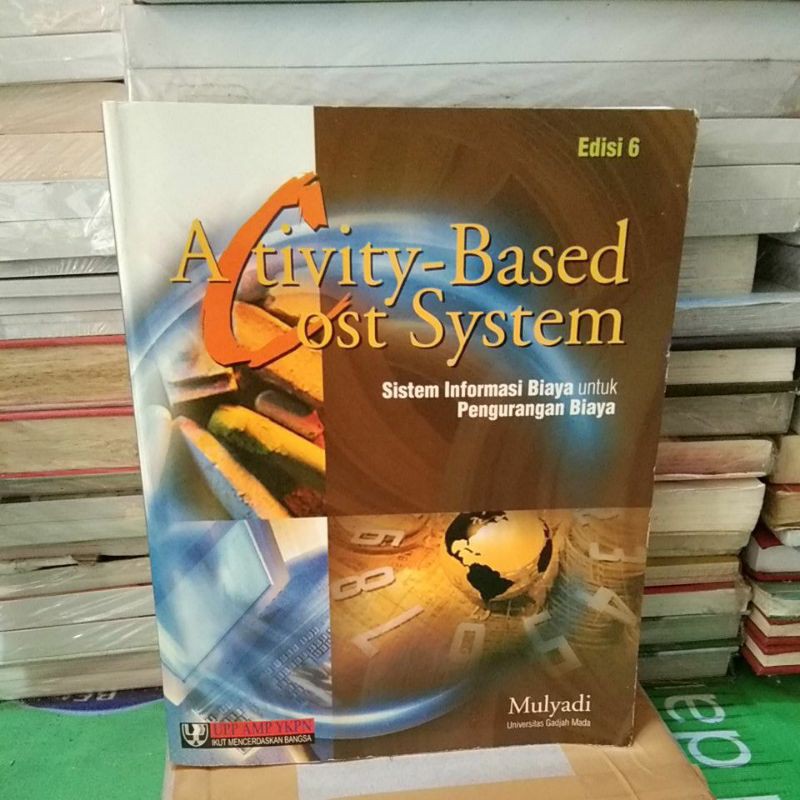 Edisi 6
Activity-Based
Cost System
Sistem Informasi Biaya untuk
Pengurangan Biaya
Mulyadi
Universitas Gadjah Mada
UPP AMP YKPN
IKUT MENCERDASKAN BANGSA